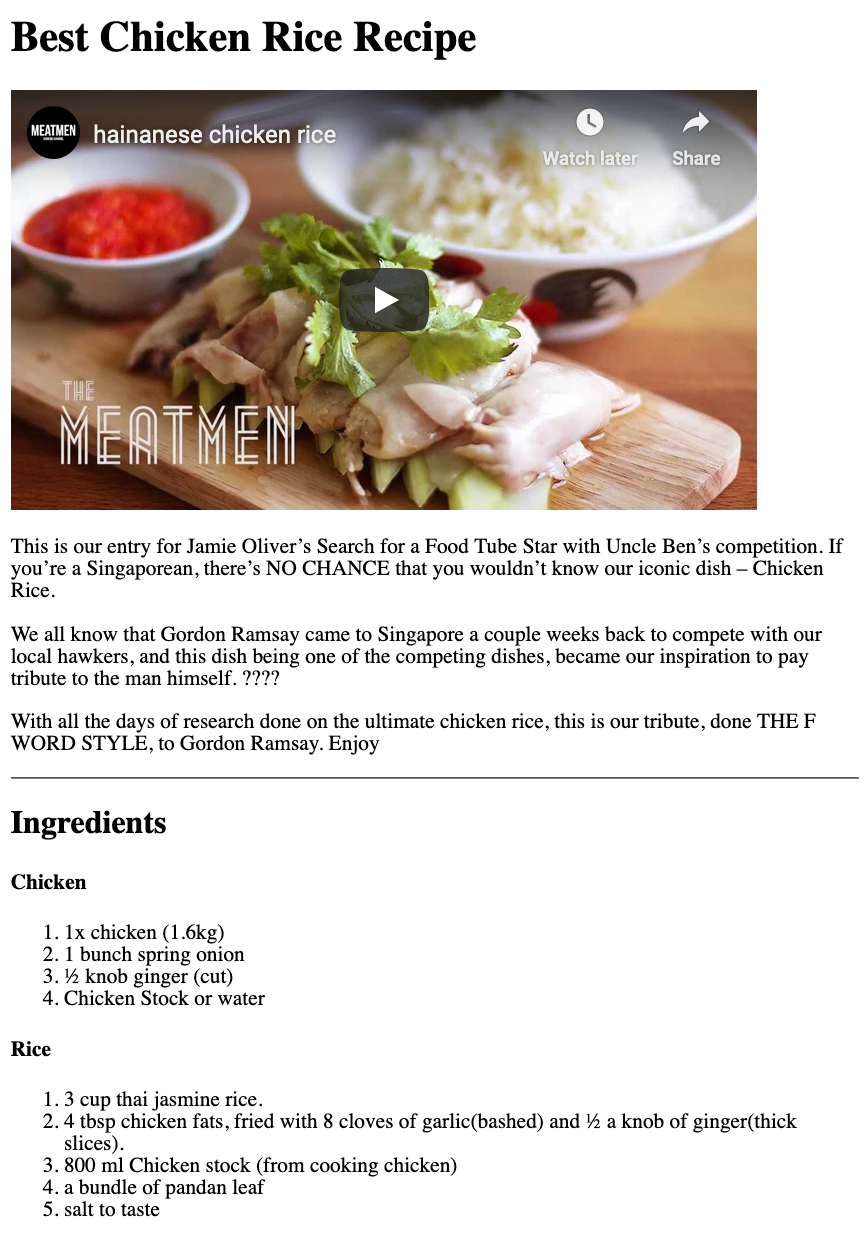 Best Chicken Rice Recipe
MEATMEN
hainanese chicken rice
Watch later
Share
THE
MEATMEN
This is our entry for Jamie Oliver’s Search for a Food Tube Star with Uncle Ben’s competition. If
you’re a Singaporean, there’s NO CHANCE that you wouldn’t know our iconic dish – Chicken
Rice.
We all know that Gordon Ramsay came to Singapore a couple weeks back to compete with our
local hawkers, and this dish being one of the competing dishes, became our inspiration to pay
tribute to the man himself. ????
With all the days of research done on the ultimate chicken rice, this is our tribute, done THE F
WORD STYLE, to Gordon Ramsay. Enjoy
Ingredients
Chicken
1. 1x chicken (1.6kg)
2. 1 bunch spring onion
3. ½ knob ginger (cut)
4. Chicken Stock or water
Rice
1. 3 cup thai jasmine rice.
2. 4 tbsp chicken fats, fried with 8 cloves of garlic(bashed) and ½ a knob of ginger(thick
slices).
3. 800 ml Chicken stock (from cooking chicken)
4. a bundle of pandan leaf
5. salt to taste